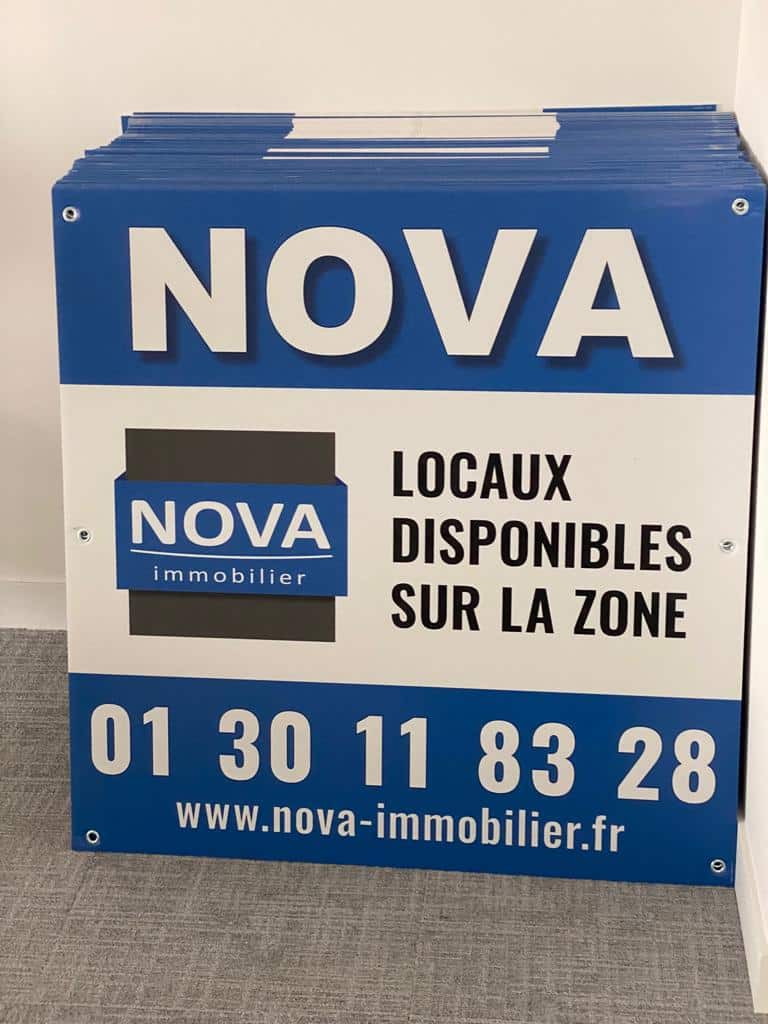 NOVA
NOVA
immobilier
LOCAUX
DISPONIBLES
SUR LA ZONE
01 30 11 83 28
www.nova-immobilier.fr